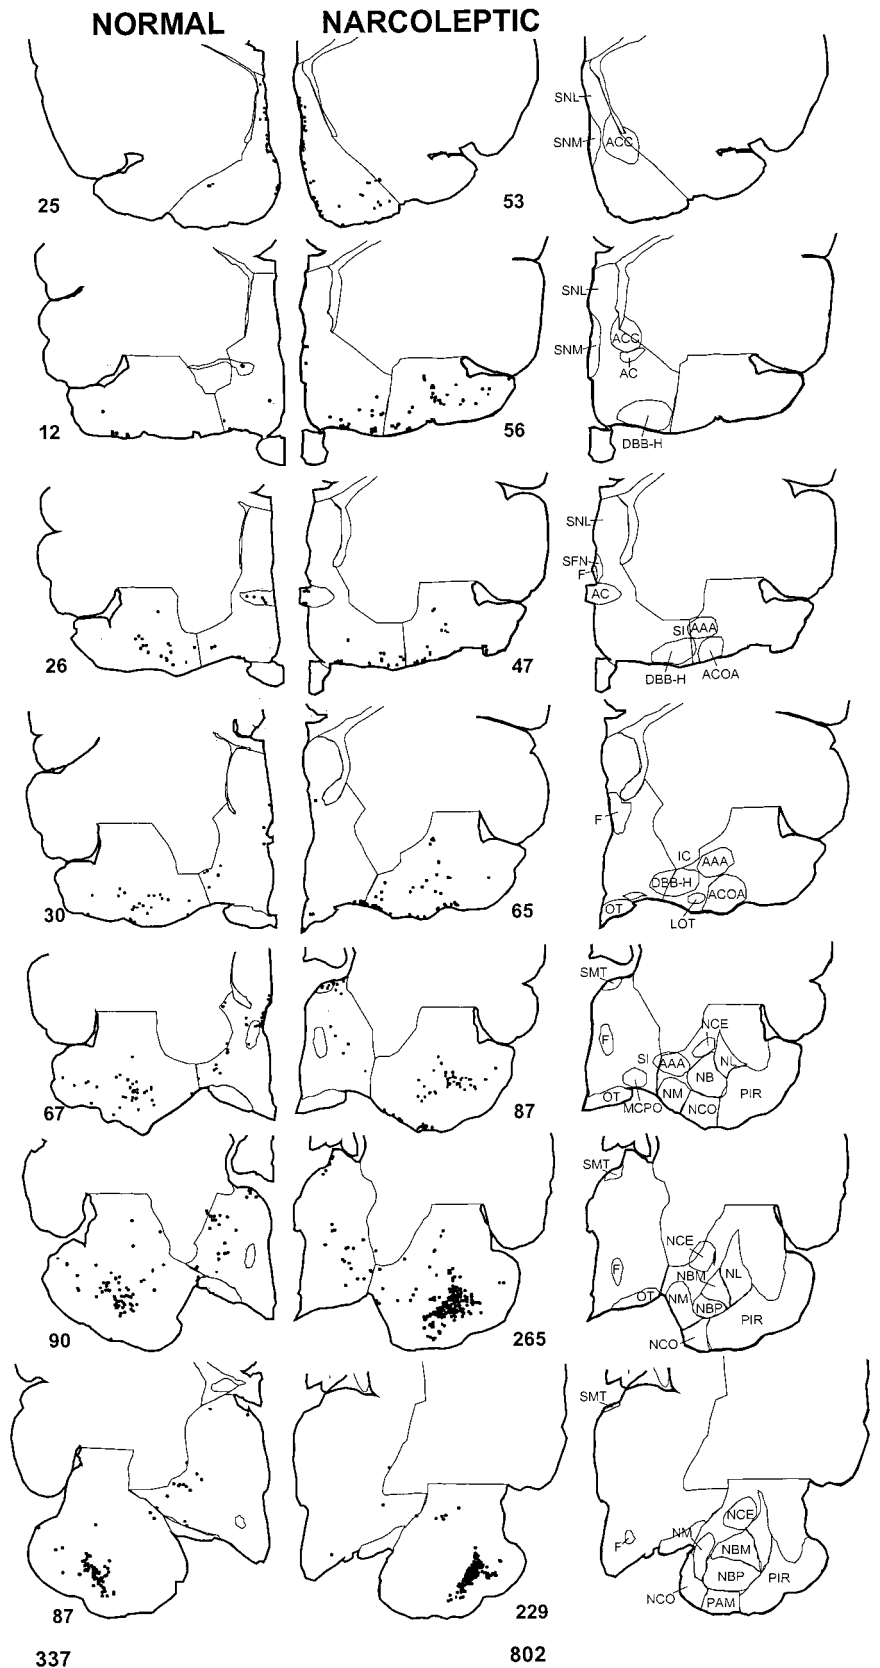 NORMAL NARCOLEPTIC
SNL
SNM ACC
25 53
SNL
SNM ACC
AC
12 56
DBB-H
SNL
SFN
F
AC
SI AAA
26 47
DBB-H ACOA
F
IC AAA
DBB-H
ACOA
30 65
OT
LOT
SMT
NCE
F
SI AAA NL
NB
OT NM PIR
67 87
MCPO NCO
SMT
NCE
F
NBM NL
OT NM
NBP
PIR
90 265
NCO
SMT
NCE
NM
F
NBM
NBP PIR
NCO
PAM
87 229
337 802